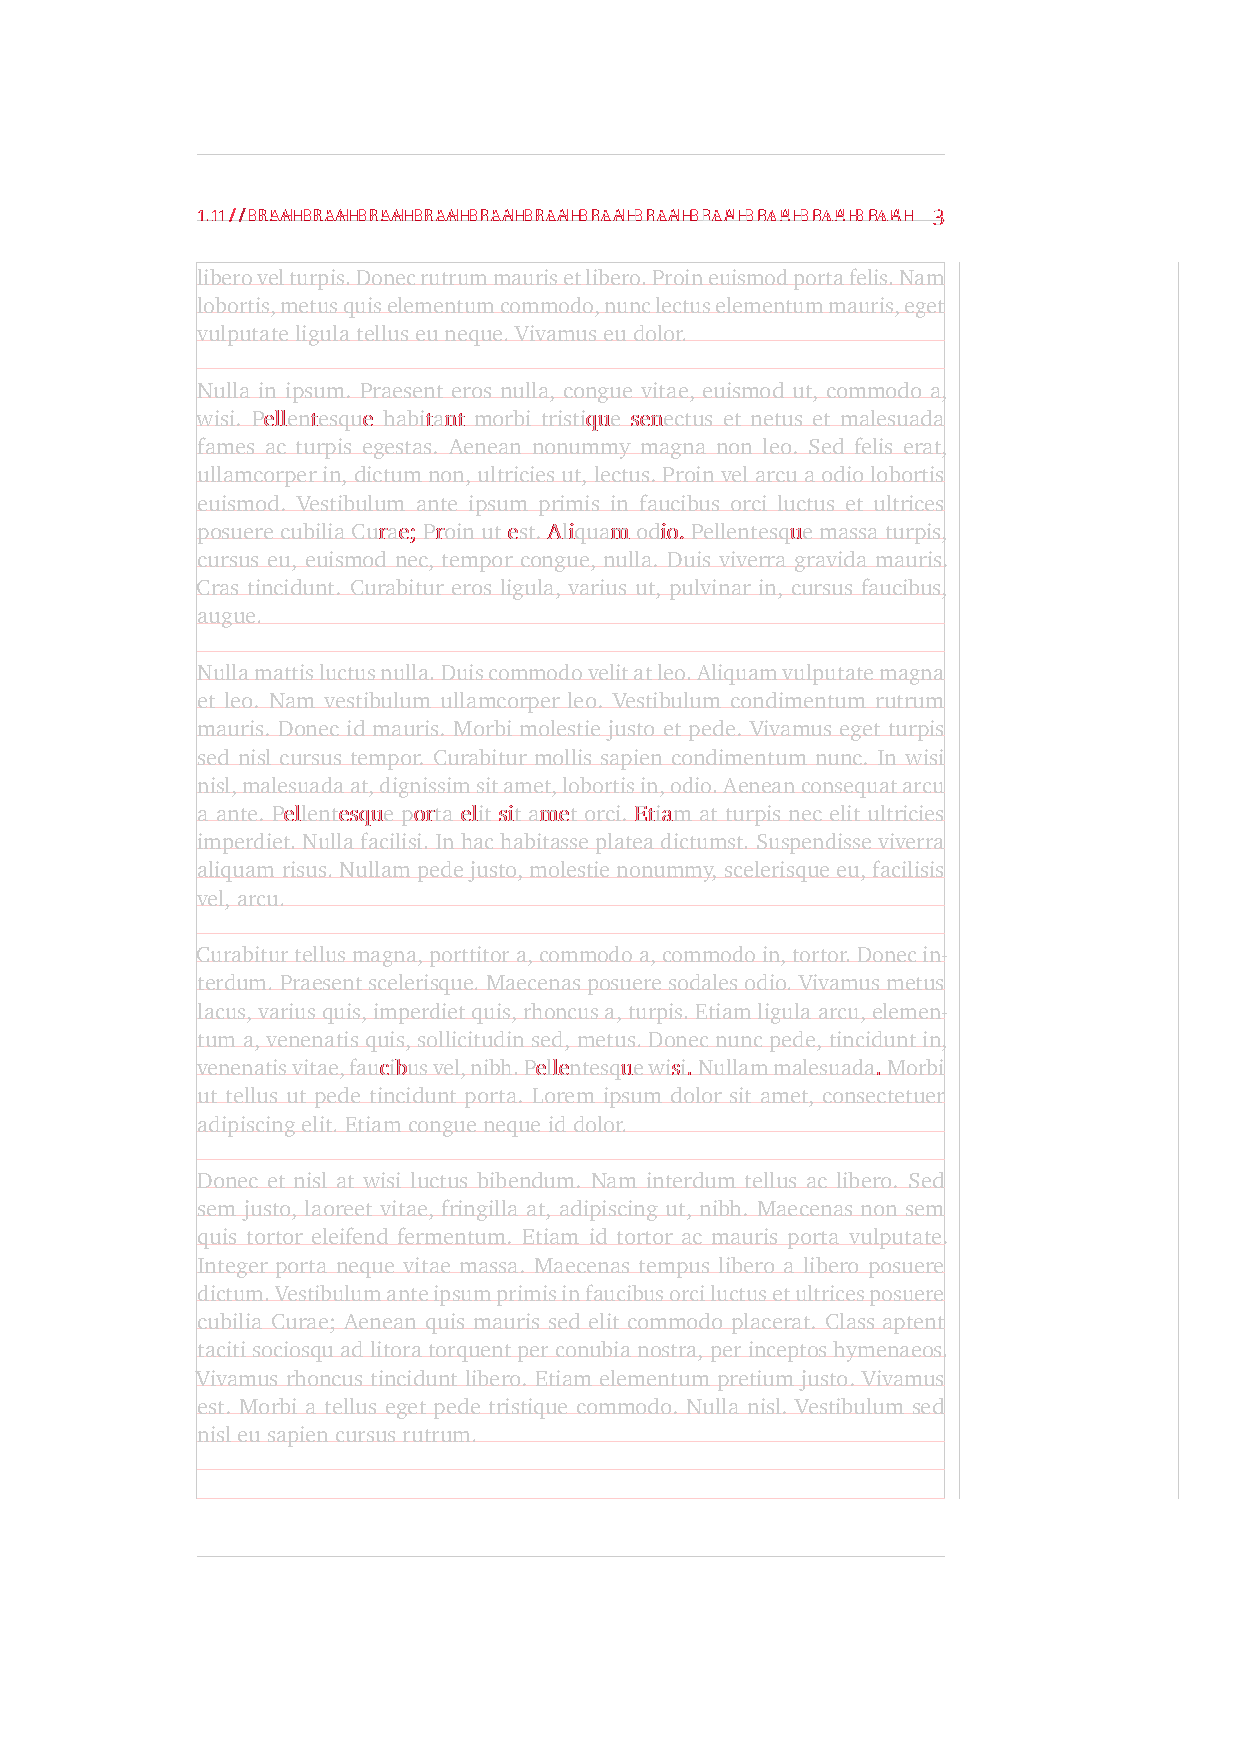 1.11 // BRAAHBRAAHBRAAHBRAAHBRAAHBRAAHBRAAHBRAAHBRAAHBRAAHBRAAHBRAAH 3
libero vel turpis. Donec rutrum mauris et libero. Proin euismod porta felis. Nam
lobortis, metus quis elementum commodo, nunc lectus elementum mauris, eget
vulputate ligula tellus eu neque. Vivamus eu dolor.
Nulla in ipsum. Praesent eros nulla, congue vitae, euismod ut, commodo a,
wisi. Pellentesque habitant morbi tristique senectus et netus et malesuada
fames ac turpis egestas. Aenean nonummy magna non leo. Sed felis erat,
ullamcorper in, dictum non, ultricies ut, lectus. Proin vel arcu a odio lobortis
euismod. Vestibulum ante ipsum primis in faucibus orci luctus et ultrices
posuere cubilia Curae; Proin ut est. Aliquam odio. Pellentesque massa turpis,
cursus eu, euismod nec, tempor congue, nulla. Duis viverra gravida mauris.
Cras tincidunt. Curabitur eros ligula, varius ut, pulvinar in, cursus faucibus,
augue.
Nulla mattis luctus nulla. Duis commodo velit at leo. Aliquam vulputate magna
et leo. Nam vestibulum ullamcorper leo. Vestibulum condimentum rutrum
mauris. Donec id mauris. Morbi molestie justo et pede. Vivamus eget turpis
sed nisl cursus tempor. Curabitur mollis sapien condimentum nunc. In wisi
nisl, malesuada at, dignissim sit amet, lobortis in, odio. Aenean consequat arcu
a ante. Pellentesque porta elit sit amet orci. Etiam at turpis nec elit ultricies
imperdiet. Nulla facilisi. In hac habitasse platea dictumst. Suspendisse viverra
aliquam risus. Nullam pede justo, molestie nonummy, scelerisque eu, facilisis
vel, arcu.
Curabitur tellus magna, porttitor a, commodo a, commodo in, tortor. Donec in-
terdum. Praesent scelerisque. Maecenas posuere sodales odio. Vivamus metus
lacus, varius quis, imperdiet quis, rhoncus a, turpis. Etiam ligula arcu, elemen-
tum a, venenatis quis, sollicitudin sed, metus. Donec nunc pede, tincidunt in,
venenatis vitae, faucibus vel, nibh. Pellentesque wisi. Nullam malesuada. Morbi
ut tellus ut pede tincidunt porta. Lorem ipsum dolor sit amet, consectetuer
adipiscing elit. Etiam congue neque id dolor.
Donec et nisl at wisi luctus bibendum. Nam interdum tellus ac libero. Sed
sem justo, laoreet vitae, fringilla at, adipiscing ut, nibh. Maecenas non sem
quis tortor eleifend fermentum. Etiam id tortor ac mauris porta vulputate.
Integer porta neque vitae massa. Maecenas tempus libero a libero posuere
dictum. Vestibulum ante ipsum primis in faucibus orci luctus et ultrices posuere
cubilia Curae; Aenean quis mauris sed elit commodo placerat. Class aptent
taciti sociosqu ad litora torquent per conubia nostra, per inceptos hymenaeos.
Vivamus rhoncus tincidunt libero. Etiam elementum pretium justo. Vivamus
est. Morbi a tellus eget pede tristique commodo. Nulla nisl. Vestibulum sed
nisl eu sapien cursus rutrum.